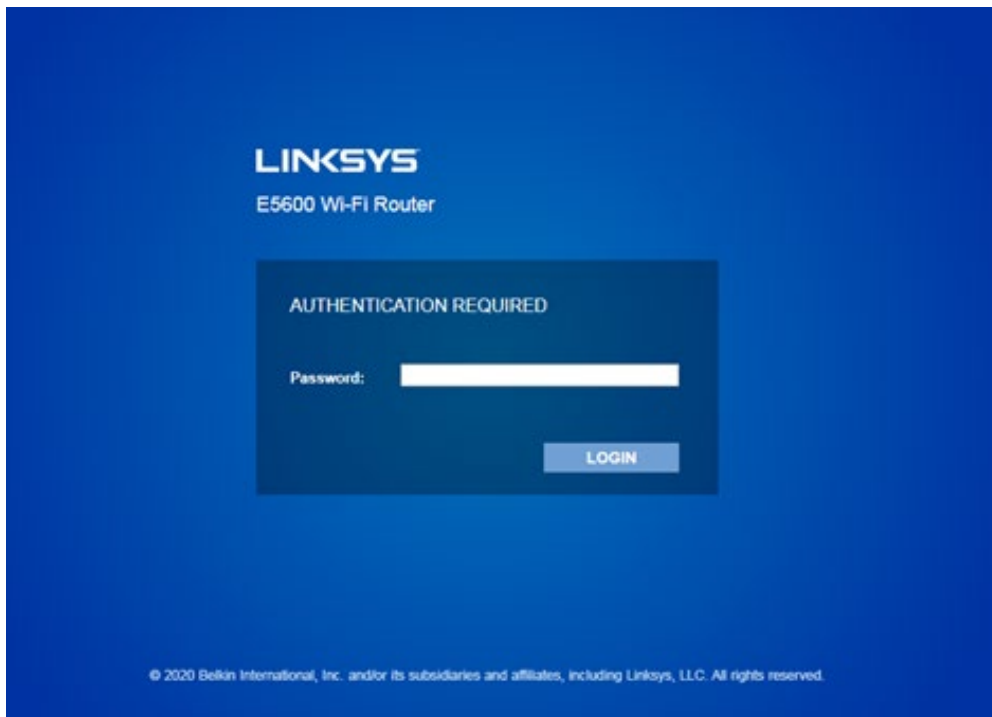 LINKSYS
E5600 Wi-Fi Router
AUTHENTICATION REQUIRED
Password:
LOGIN
© 2020 Belkin International, Inc. and/or its subsidiaries and affiliates, including Linksys, LLC. All rights reserved.